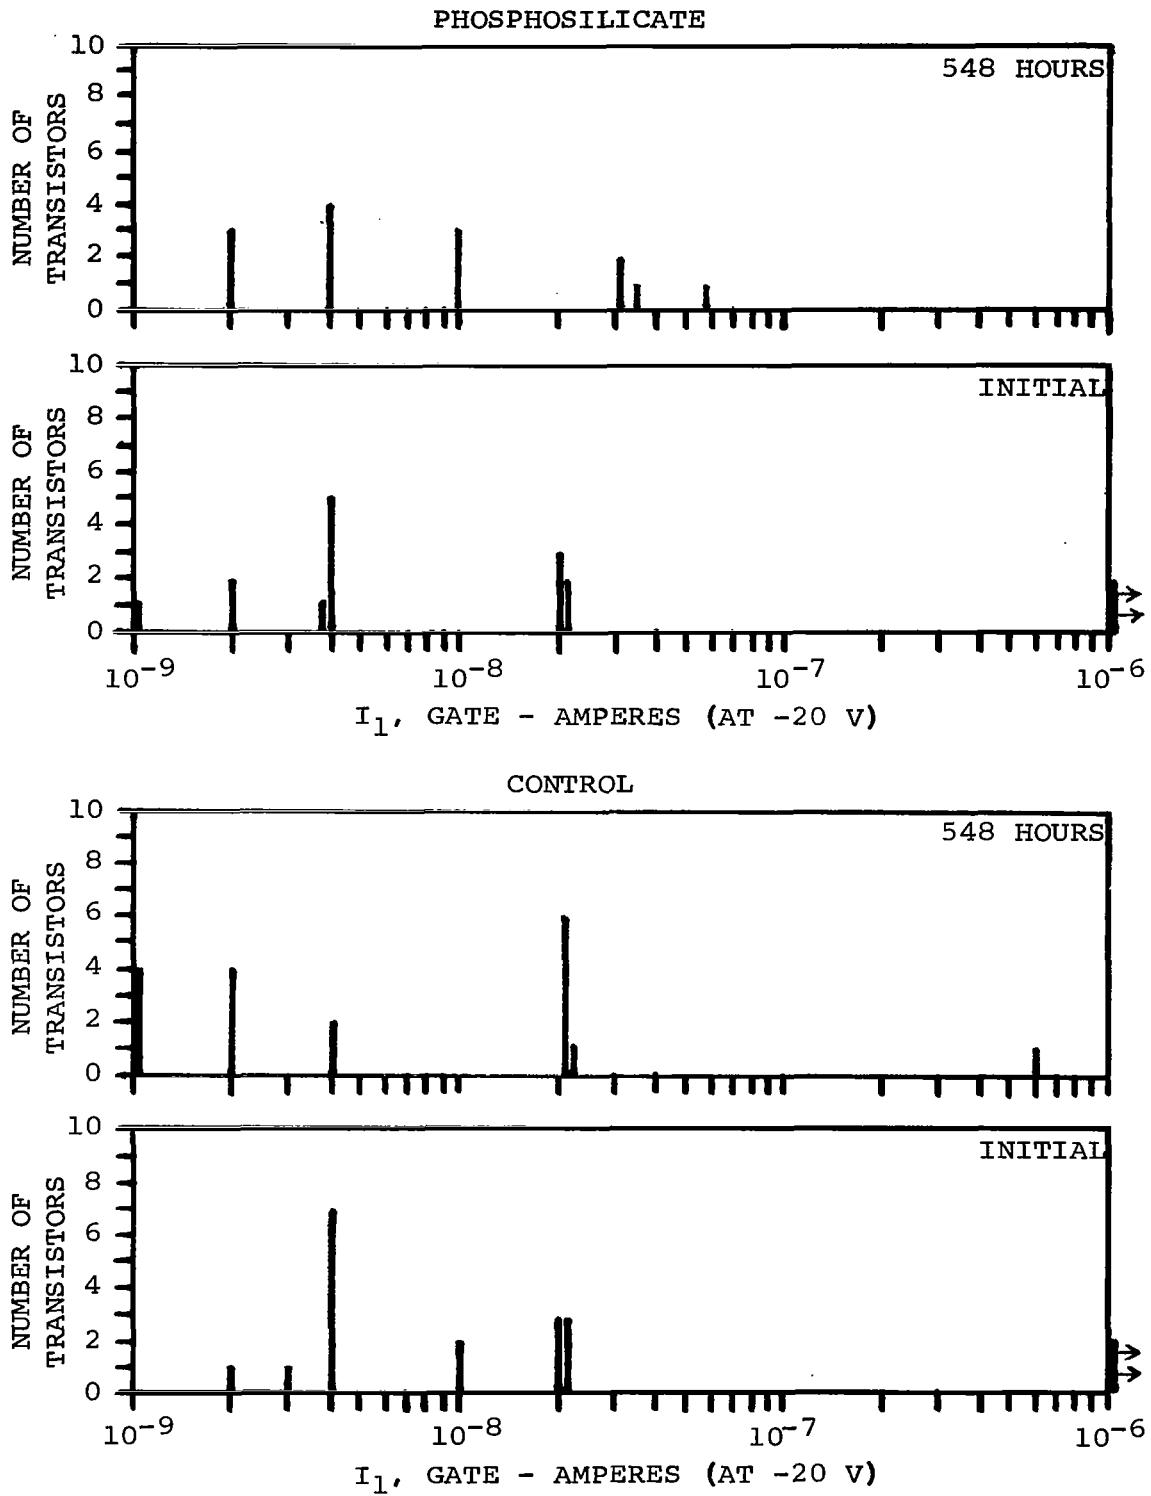 PHOSPHOSILICATE
548 HOURS
NUMBER OF
TRANSISTORS
10
8
6
4
2
0
INITIAL
NUMBER OF
TRANSISTORS
10
8
6
4
2
0
10⁻⁹ 10⁻⁸ 10⁻⁷ 10⁻⁶
I₁, GATE - AMPERES (AT -20 V)
CONTROL
548 HOURS
NUMBER OF
TRANSISTORS
10
8
6
4
2
0
INITIAL
NUMBER OF
TRANSISTORS
10
8
6
4
2
0
10⁻⁹ 10⁻⁸ 10⁻⁷ 10⁻⁶
I₁, GATE - AMPERES (AT -20 V)